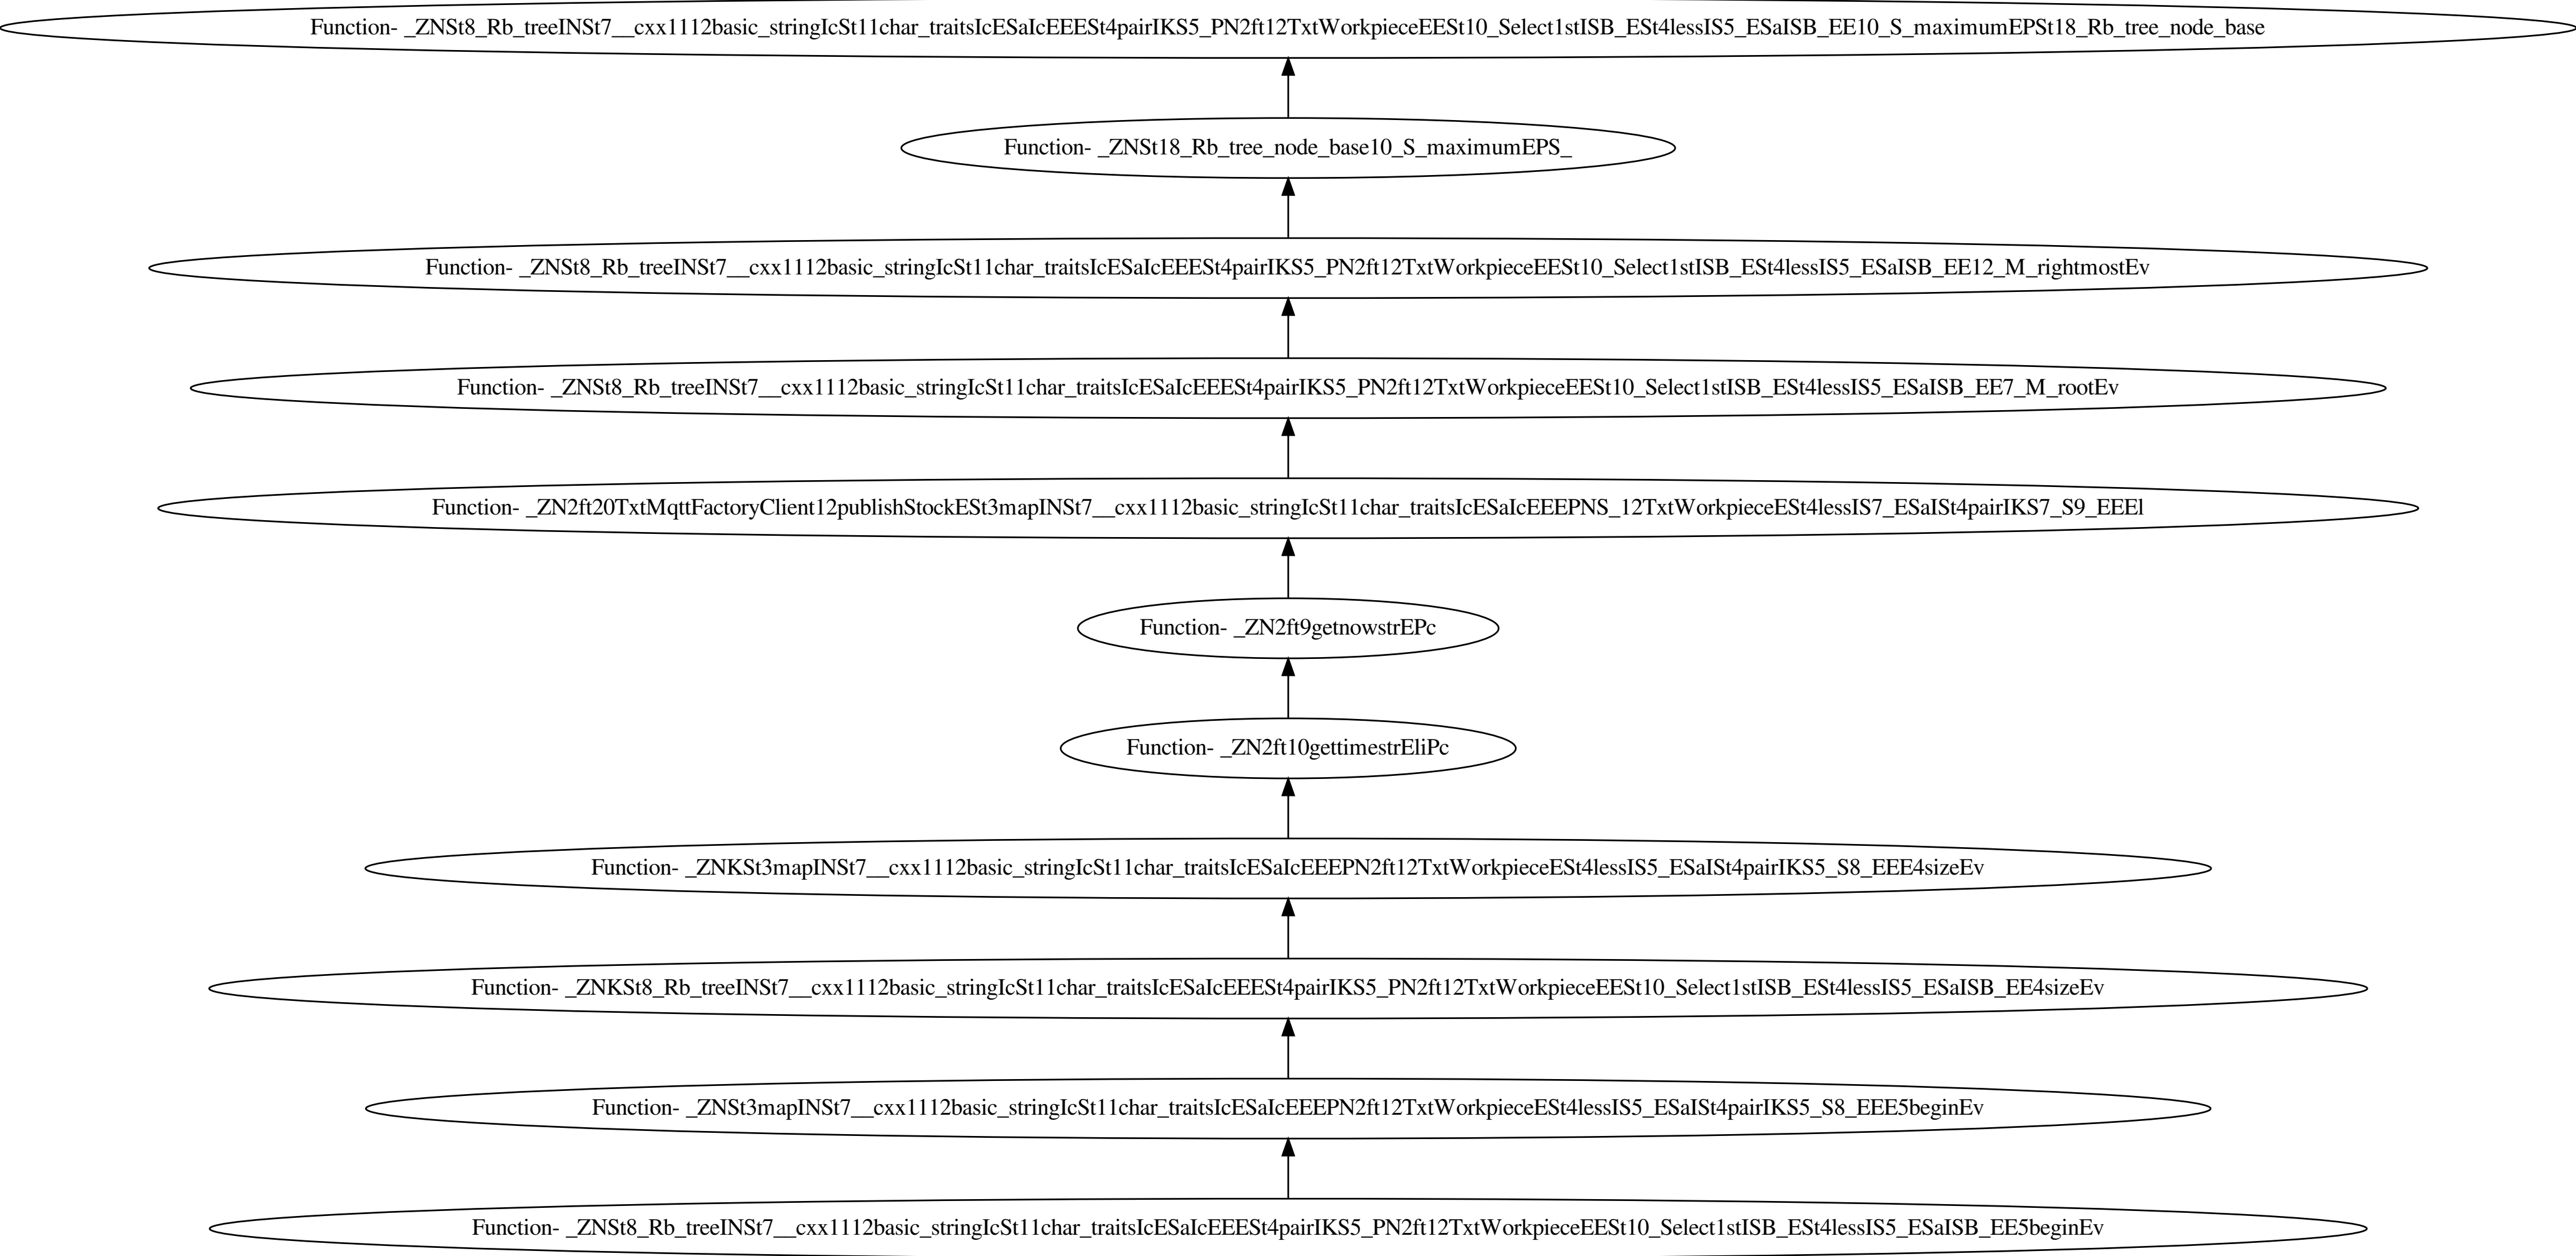 Function- _ZNSt8_Rb_treeINSt7__cxx1112basic_stringIcSt11char_traitsIcESaIcEEESt4pairIKS5_PN2ft12TxtWorkpieceEESt10_Select1stISB_ESt4lessIS5_ESaISB_EE10_S_maximumEPSt18_Rb_tree_node_base
Function- _ZNSt18_Rb_tree_node_base10_S_maximumEPS_
Function- _ZNSt8_Rb_treeINSt7__cxx1112basic_stringIcSt11char_traitsIcESaIcEEESt4pairIKS5_PN2ft12TxtWorkpieceEESt10_Select1stISB_ESt4lessIS5_ESaISB_EE12_M_rightmostEv
Function- _ZNSt8_Rb_treeINSt7__cxx1112basic_stringIcSt11char_traitsIcESaIcEEESt4pairIKS5_PN2ft12TxtWorkpieceEESt10_Select1stISB_ESt4lessIS5_ESaISB_EE7_M_rootEv
Function- _ZN2ft20TxtMqttFactoryClient12publishStockESt3mapINSt7__cxx1112basic_stringIcSt11char_traitsIcESaIcEEEPNS_12TxtWorkpieceESt4lessIS7_ESaISt4pairIKS7_S9_EEEl
Function- _ZN2ft9getnowstrEPc
Function- _ZN2ft10gettimestrEliPc
Function- _ZNKSt3mapINSt7__cxx1112basic_stringIcSt11char_traitsIcESaIcEEEPN2ft12TxtWorkpieceESt4lessIS5_ESaISt4pairIKS5_S8_EEE4sizeEv
Function- _ZNKSt8_Rb_treeINSt7__cxx1112basic_stringIcSt11char_traitsIcESaIcEEESt4pairIKS5_PN2ft12TxtWorkpieceEESt10_Select1stISB_ESt4lessIS5_ESaISB_EE4sizeEv
Function- _ZNSt3mapINSt7__cxx1112basic_stringIcSt11char_traitsIcESaIcEEEPN2ft12TxtWorkpieceESt4lessIS5_ESaISt4pairIKS5_S8_EEE5beginEv
Function- _ZNSt8_Rb_treeINSt7__cxx1112basic_stringIcSt11char_traitsIcESaIcEEESt4pairIKS5_PN2ft12TxtWorkpieceEESt10_Select1stISB_ESt4lessIS5_ESaISB_EE5beginEv